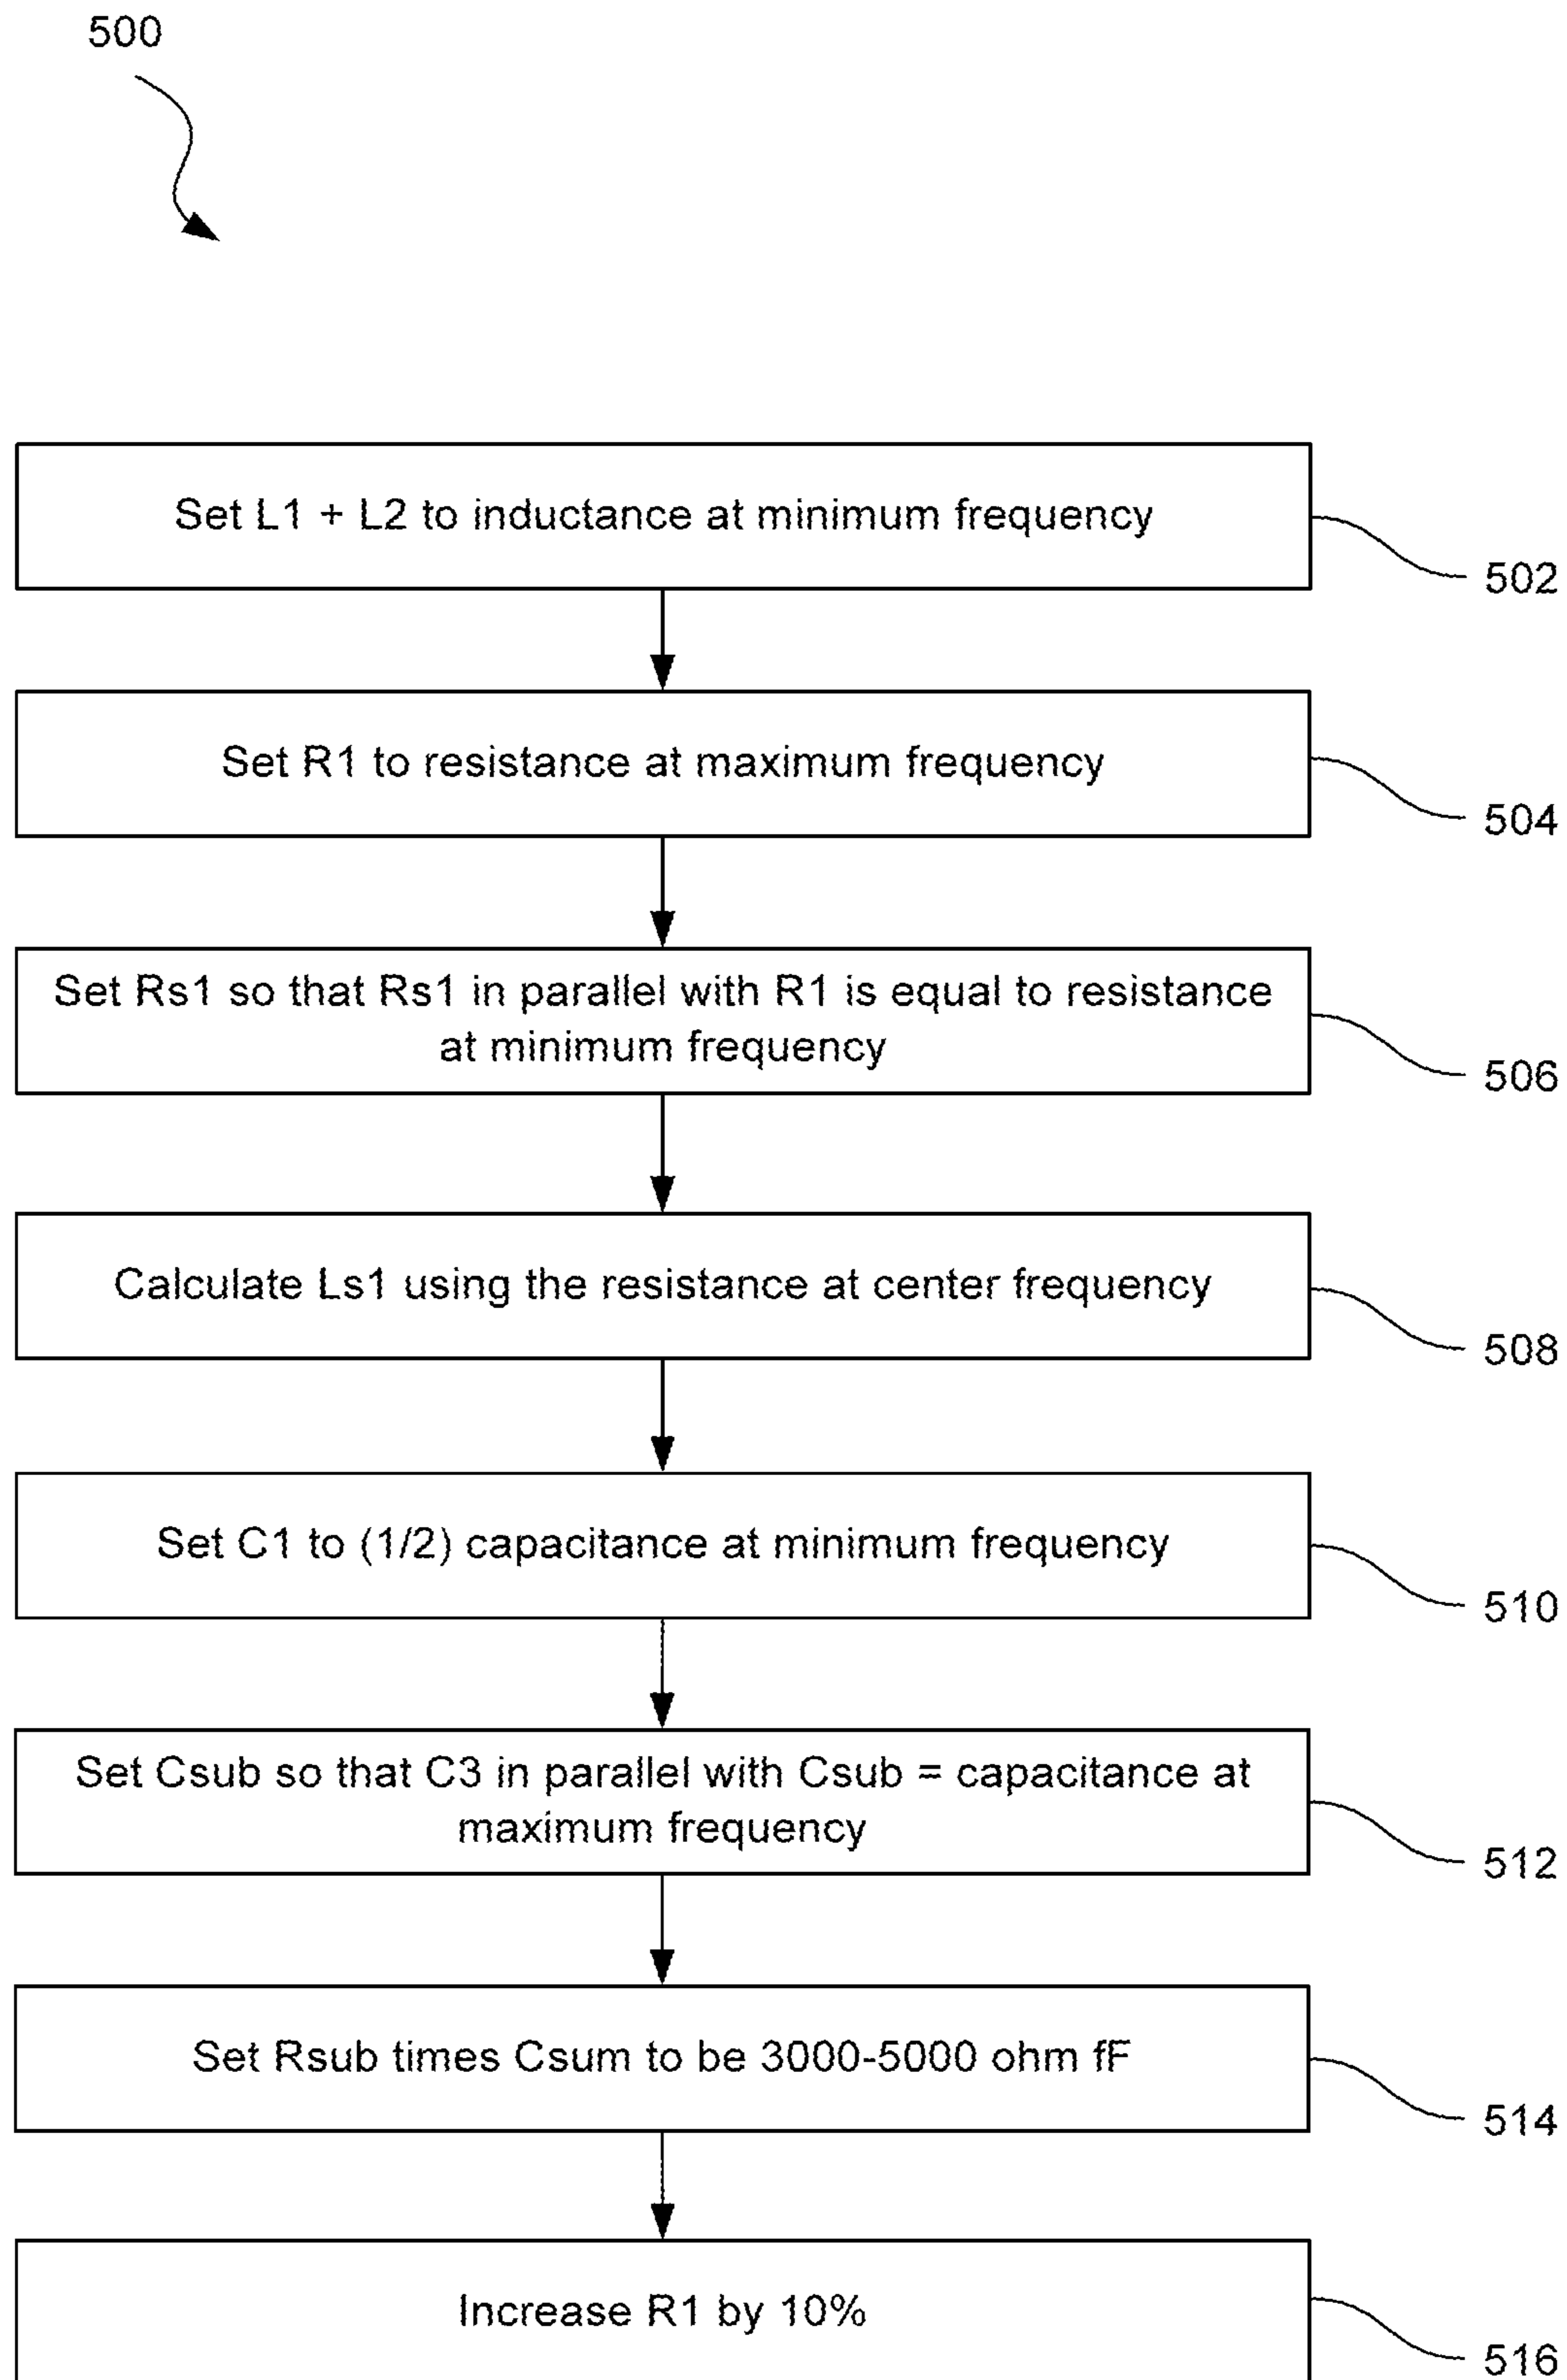 500
Set L1 + L2 to inductance at minimum frequency
502
Set R1 to resistance at maximum frequency
504
Set Rs1 so that Rs1 in parallel with R1 is equal to resistance
at minimum frequency
506
Calculate Ls1 using the resistance at center frequency
508
Set C1 to (1/2) capacitance at minimum frequency
510
Set Csub so that C3 in parallel with Csub = capacitance at
maximum frequency
512
Set Rsub times Csum to be 3000-5000 ohm fF
514
Increase R1 by 10%
516